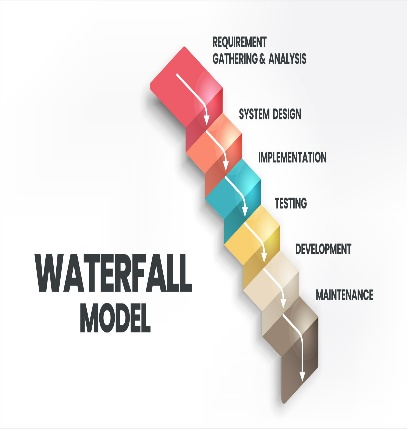 REQUIREMENT
GATHERING & ANALYSIS
SYSTEM DESIGN
IMPLEMENTATION
TESTING
DEVELOPMENT
MAINTENANCE
WATERFALL
MODEL